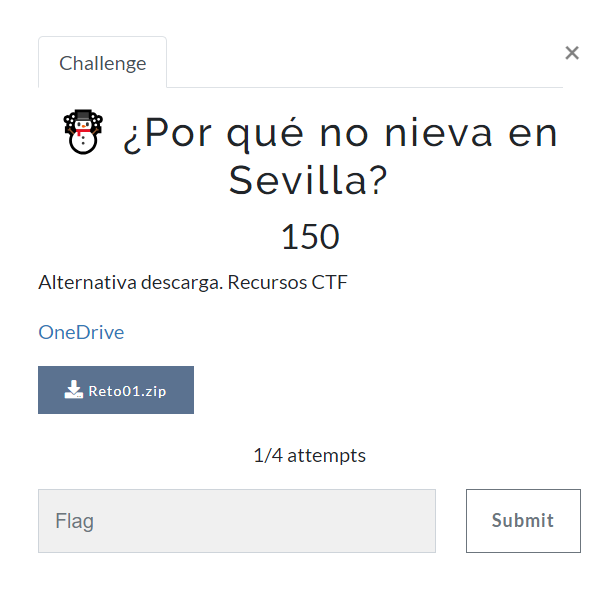 Challenge
×
¿Por qué no nieva en
Sevilla?
150
Alternativa descarga. Recursos CTF
OneDrive
Reto01.zip
1/4 attempts
Flag
Submit